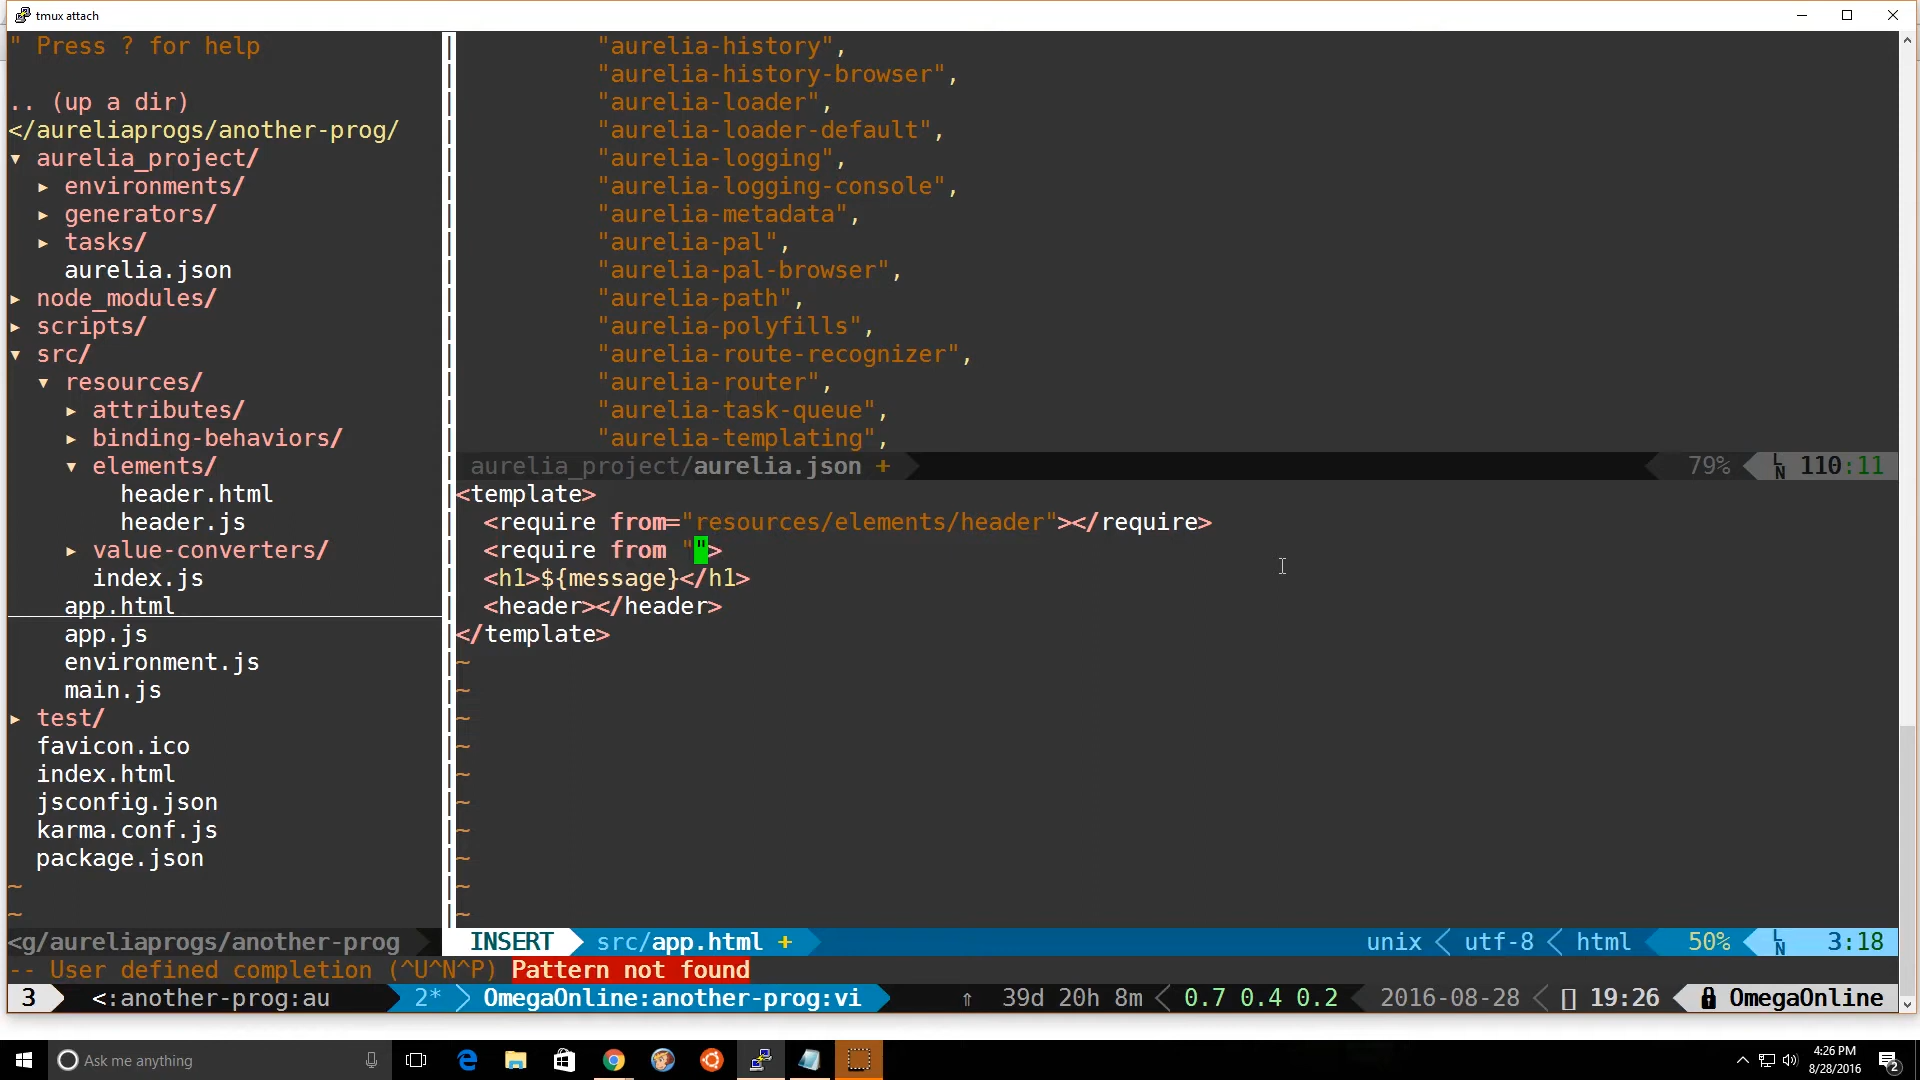 tmux attach
" Press ? for help
.. (up a dir)
</aureliaprogs/another-prog/
▾ aurelia_project/
▸ environments/
▸ generators/
▸ tasks/
aurelia.json
▸ node_modules/
▸ scripts/
▾ src/
▾ resources/
▸ attributes/
▸ binding-behaviors/
▾ elements/
header.html
header.js
▸ value-converters/
index.js
app.html
app.js
environment.js
main.js
▸ test/
favicon.ico
index.html
jsconfig.json
karma.conf.js
package.json
~
~
<g/aureliaprogs/another-prog
"aurelia-history",
"aurelia-history-browser",
"aurelia-loader",
"aurelia-loader-default",
"aurelia-logging",
"aurelia-logging-console",
"aurelia-metadata",
"aurelia-pal",
"aurelia-pal-browser",
"aurelia-path",
"aurelia-polyfills",
"aurelia-route-recognizer",
"aurelia-router",
"aurelia-task-queue",
"aurelia-templating",
aurelia_project/aurelia.json + 79% LN 110:11
<template>
<require from="resources/elements/header"></require>
<require from "">
<h1>${message}</h1>
<header></header>
</template>
~
~
~
~
~
~
~
~
~
~
INSERT src/app.html + unix < utf-8 < html 50% LN 3:18
-- User defined completion (^U^N^P) Pattern not found
3 <:another-prog:au 2* > OmegaOnline:another-prog:vi ⇑ 39d 20h 8m < 0.7 0.4 0.2 2016-08-28 < [] 19:26 OmegaOnline
Ask me anything
4:26 PM
8/28/2016
2